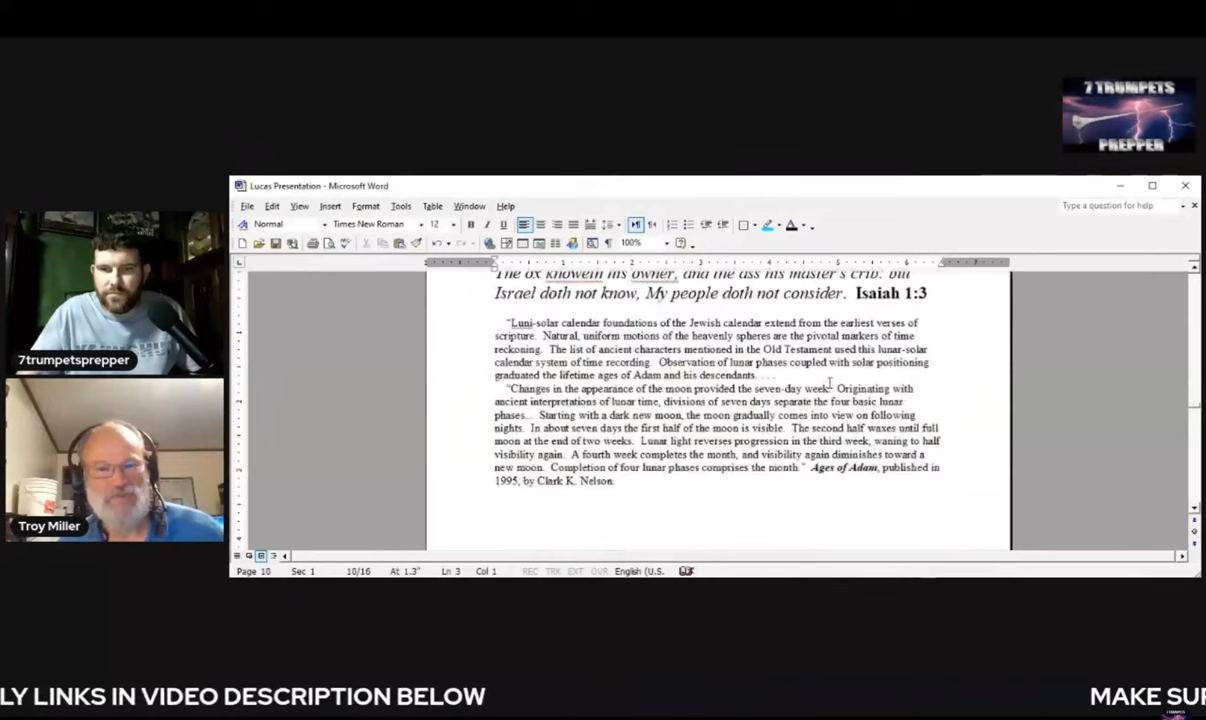 7 TRUMPETS
PREPPER
Lucas Presentation - Microsoft Word
File Edit View Insert Format Tools Table Window Help
Type a question for help
Normal Times New Roman 12 B I U
100%
The ox knoweth his owner, and the ass his master's crib: but
Israel doth not know, My people doth not consider. Isaiah 1:3
"Luni-solar calendar foundations of the Jewish calendar extend from the earliest verses of
scripture. Natural, uniform motions of the heavenly spheres are the pivotal markers of time
reckoning. The list of ancient characters mentioned in the Old Testament used this lunar-solar
calendar system of time recording. Observation of lunar phases coupled with solar positioning
graduated the lifetime ages of Adam and his descendants. . . .
"Changes in the appearance of the moon provided the seven-day week. Originating with
ancient interpretations of lunar time, divisions of seven days separate the four basic lunar
phases... Starting with a dark new moon, the moon gradually comes into view on following
nights. In about seven days the first half of the moon is visible. The second half waxes until full
moon at the end of two weeks. Lunar light reverses progression in the third week, waning to half
visibility again. A fourth week completes the month, and visibility again diminishes toward a
new moon. Completion of four lunar phases comprises the month." Ages of Adam, published in
1995, by Clark K. Nelson.
7trumpetsprepper
Troy Miller
Page 10 Sec 1 10/16 At 1.3" Ln 3 Col 1 REC TRK EXT OVR English (U.S.
LY LINKS IN VIDEO DESCRIPTION BELOW
MAKE SUR